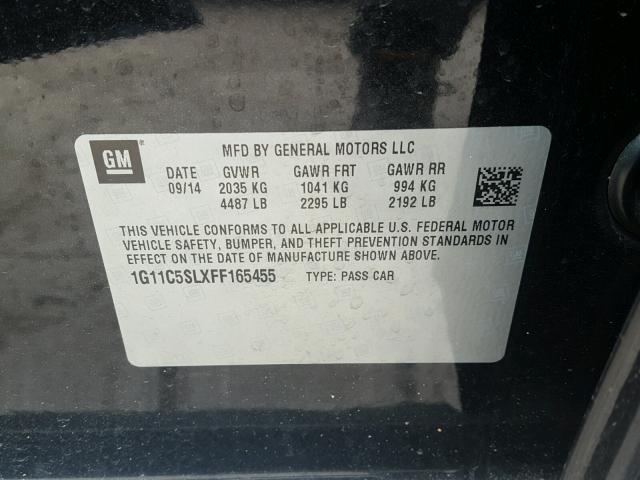 GM
MFD BY GENERAL MOTORS LLC
DATE GVWR GAWR FRT GAWR RR
09/14 2035 KG 1041 KG 994 KG
4487 LB 2295 LB 2192 LB
THIS VEHICLE CONFORMS TO ALL APPLICABLE U.S. FEDERAL MOTOR
VEHICLE SAFETY, BUMPER, AND THEFT PREVENTION STANDARDS IN
EFFECT ON THE DATE OF MANUFACTURE SHOWN ABOVE.
1G11C5SLXFF165455 TYPE: PASS CAR